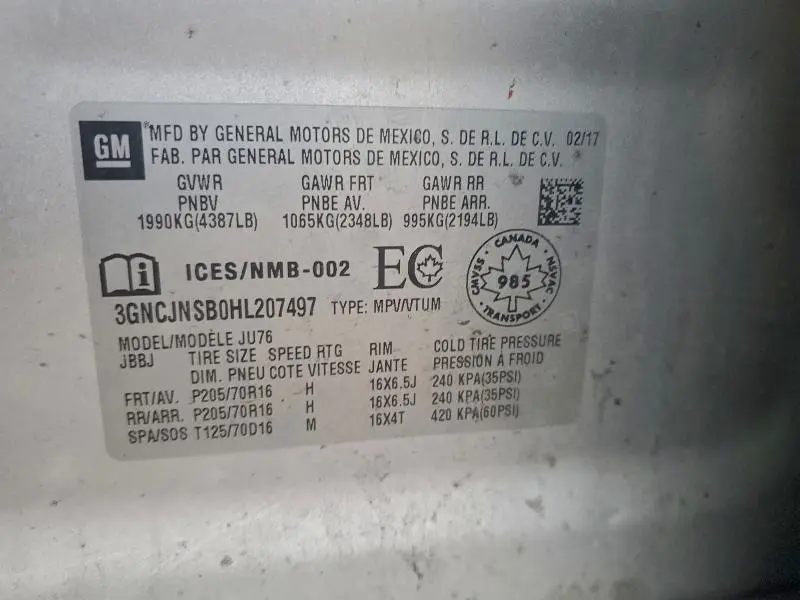 GM
MFD BY GENERAL MOTORS DE MEXICO, S. DE R.L. DE C.V. 02/17
FAB. PAR GENERAL MOTORS DE MEXICO, S. DE R.L. DE C.V.
GVWR GAWR FRT GAWR RR
PNBV PNBE AV. PNBE ARR.
1990KG(4387LB) 1065KG(2348LB) 995KG(2194LB)
i ICES/NMB-002 EC CANADA CMVSS 985 NSVAC TRANSPORT
3GNCJNSB0HL207497 TYPE: MPV/VTUM
MODEL/MODÈLE JU76
JBBJ TIRE SIZE SPEED RTG RIM COLD TIRE PRESSURE
DIM. PNEU COTE VITESSE JANTE PRESSION À FROID
FRT/AV. P205/70R16 H 16X6.5J 240 KPA(35PSI)
RR/ARR. P205/70R16 H 16X6.5J 240 KPA(35PSI)
SPA/SOS T125/70D16 M 16X4T 420 KPA(60PSI)